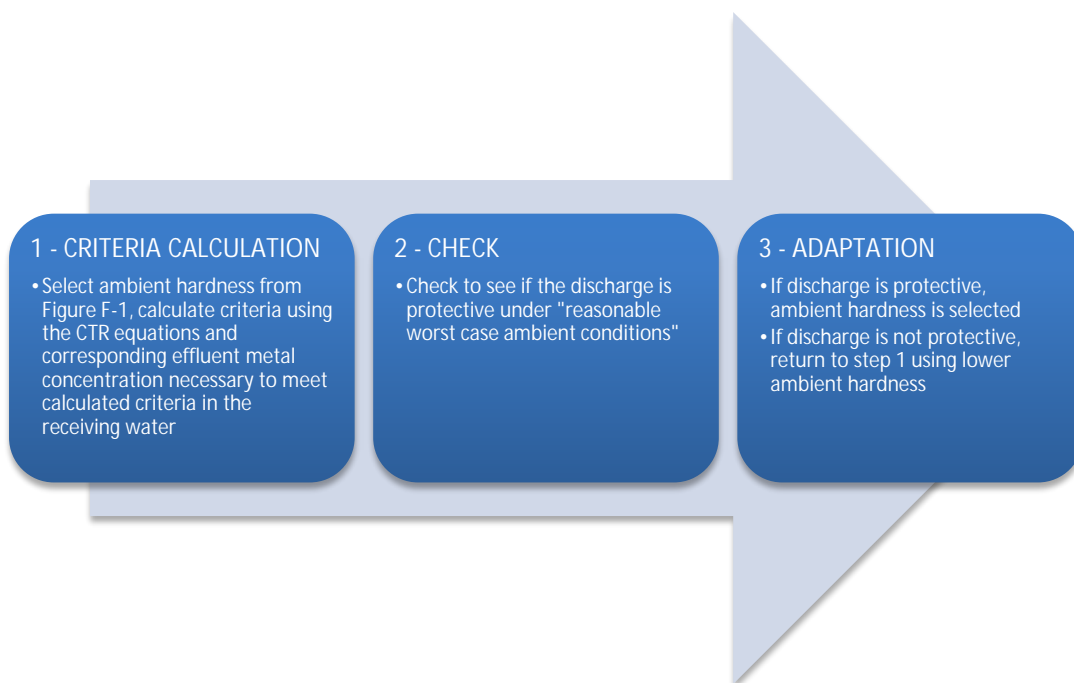 1 - CRITERIA CALCULATION
• Select ambient hardness from
Figure F-1, calculate criteria using
the CTR equations and
corresponding effluent metal
concentration necessary to meet
calculated criteria in the
receiving water
2 - CHECK
• Check to see if the discharge is
protective under "reasonable
worst case ambient conditions"
3 - ADAPTATION
• If discharge is protective,
ambient hardness is selected
• If discharge is not protective,
return to step 1 using lower
ambient hardness